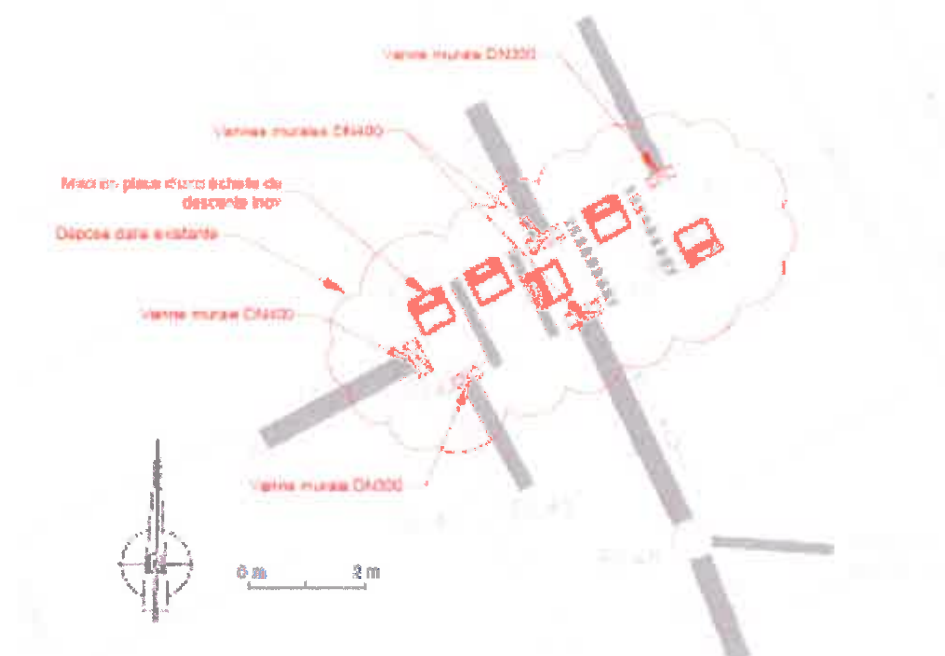 Vanne murale DN300
Vannes murales DN400
Mise en place d'une échelle de
descente inox
Dépose dalle existante
Vanne murale DN400
Vanne murale DN300
0 m 2 m